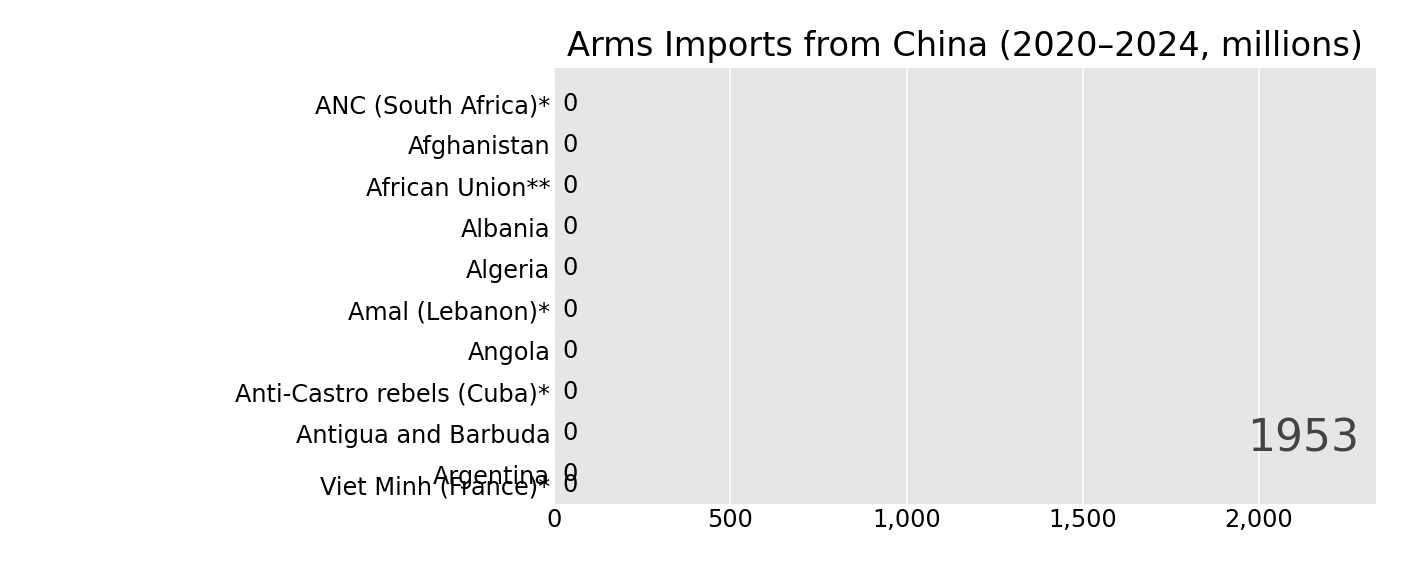 Arms Imports from China (2020–2024, millions)
ANC (South Africa)* 0
Afghanistan 0
African Union** 0
Albania 0
Algeria 0
Amal (Lebanon)* 0
Angola 0
Anti-Castro rebels (Cuba)* 0
Antigua and Barbuda 0
1953
Argentina 0
Viet Minh (France)* 0
0 500 1,000 1,500 2,000